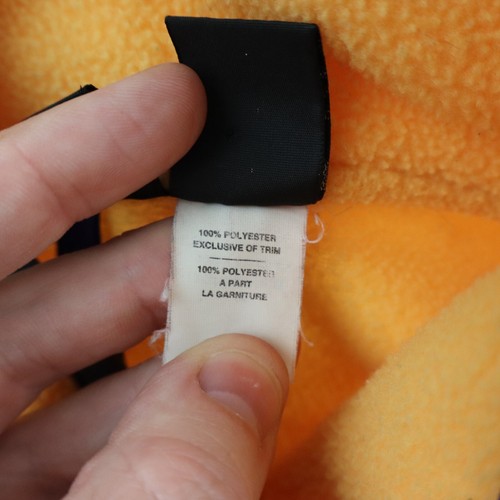 100% POLYESTER
EXCLUSIVE OF TRIM
100% POLYESTER
A PART
LA GARNITURE